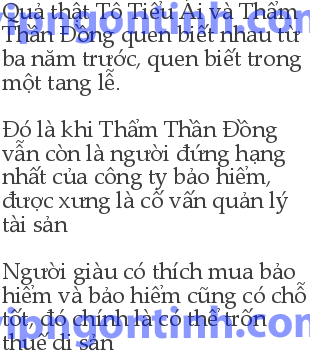 Quả thật Tô Tiểu Ái và Thẩm
Thần Đồng quen biết nhau từ
ba năm trước, quen biết trong
một tang lễ.
Đó là khi Thẩm Thần Đồng
vẫn còn là người đứng hạng
nhất của công ty bảo hiểm,
được xưng là cố vấn quản lý
tài sản
Người giàu có thích mua bảo
hiểm và bảo hiểm cũng có chỗ
tốt, đó chính là có thể trốn
thuế di sản